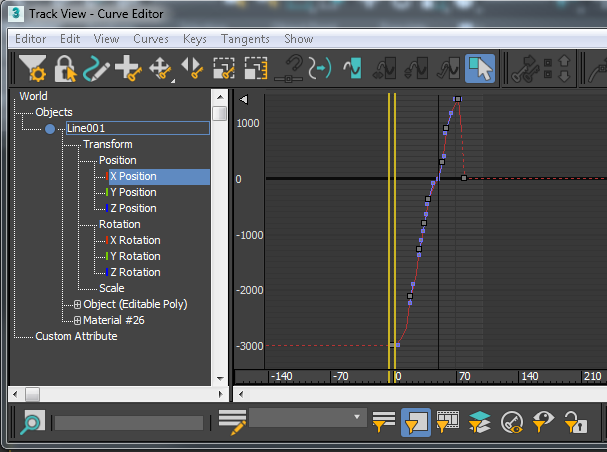 3 Track View - Curve Editor
Editor Edit View Curves Keys Tangents Show
World
Objects
Line001
Transform
Position
X Position
Y Position
Z Position
Rotation
X Rotation
Y Rotation
Z Rotation
Scale
Object (Editable Poly)
Material #26
Custom Attribute
1000
0
-1000
-2000
-3000
-140 -70 0 70 140 210